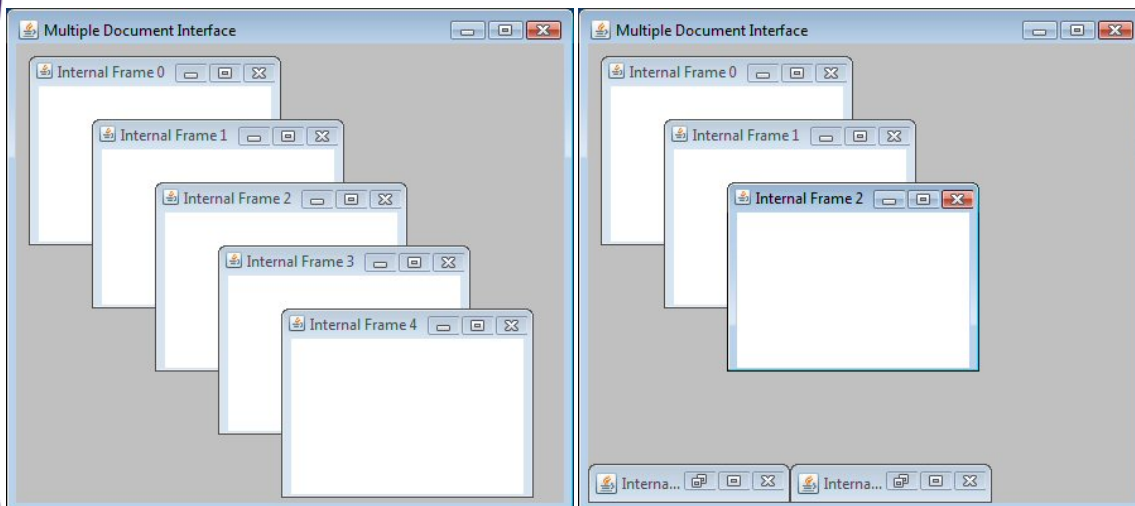 Multiple Document Interface
Internal Frame 0
Internal Frame 1
Internal Frame 2
Internal Frame 3
Internal Frame 4
Multiple Document Interface
Internal Frame 0
Internal Frame 1
Internal Frame 2
Interna...
Interna...